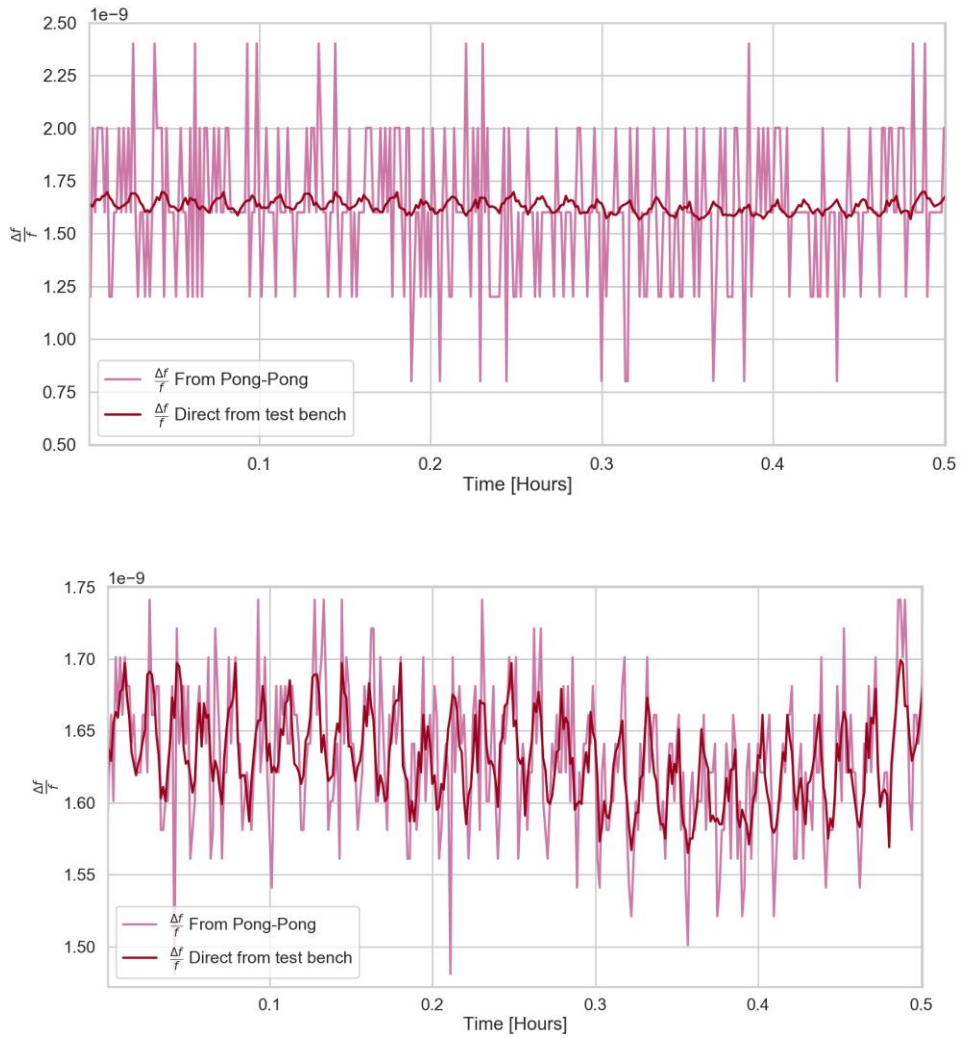 1e−9
2.50
2.25
2.00
1.75
1.50
1.25
1.00
0.75
0.50
Δf/f
Δf/f From Pong-Pong
Δf/f Direct from test bench
0.1 0.2 0.3 0.4 0.5
Time [Hours]
1e−9
1.75
1.70
1.65
1.60
1.55
1.50
Δf/f
Δf/f From Pong-Pong
Δf/f Direct from test bench
0.1 0.2 0.3 0.4 0.5
Time [Hours]